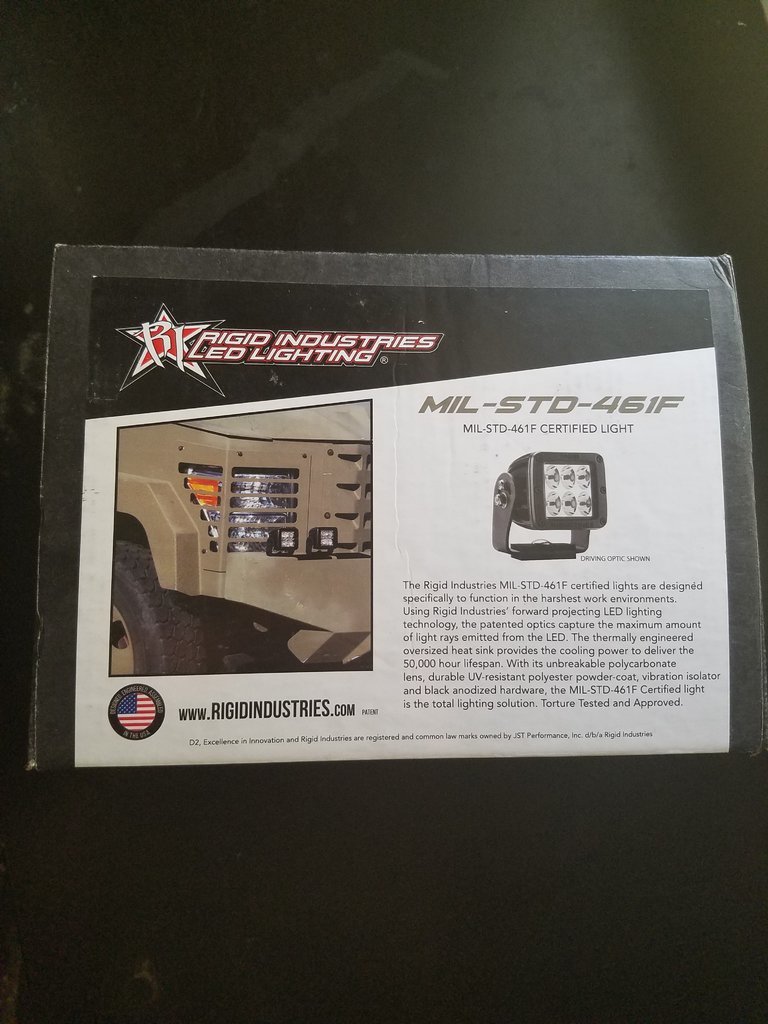 RI RIGID INDUSTRIES
LED LIGHTING®
MIL-STD-461F
MIL-STD-461F CERTIFIED LIGHT
DRIVING OPTIC SHOWN
The Rigid Industries MIL-STD-461F certified lights are designed
specifically to function in the harshest work environments.
Using Rigid Industries' forward projecting LED lighting
technology, the patented optics capture the maximum amount
of light rays emitted from the LED. The thermally engineered
oversized heat sink provides the cooling power to deliver the
50,000 hour lifespan. With its unbreakable polycarbonate
lens, durable UV-resistant polyester powder-coat, vibration isolator
and black anodized hardware, the MIL-STD-461F Certified light
is the total lighting solution. Torture Tested and Approved.
DESIGNED ENGINEERED ASSEMBLED
IN THE USA
WWW.RIGIDINDUSTRIES.COM PATENT
D2, Excellence in Innovation and Rigid Industries are registered and common law marks owned by JST Performance, Inc. d/b/a Rigid Industries